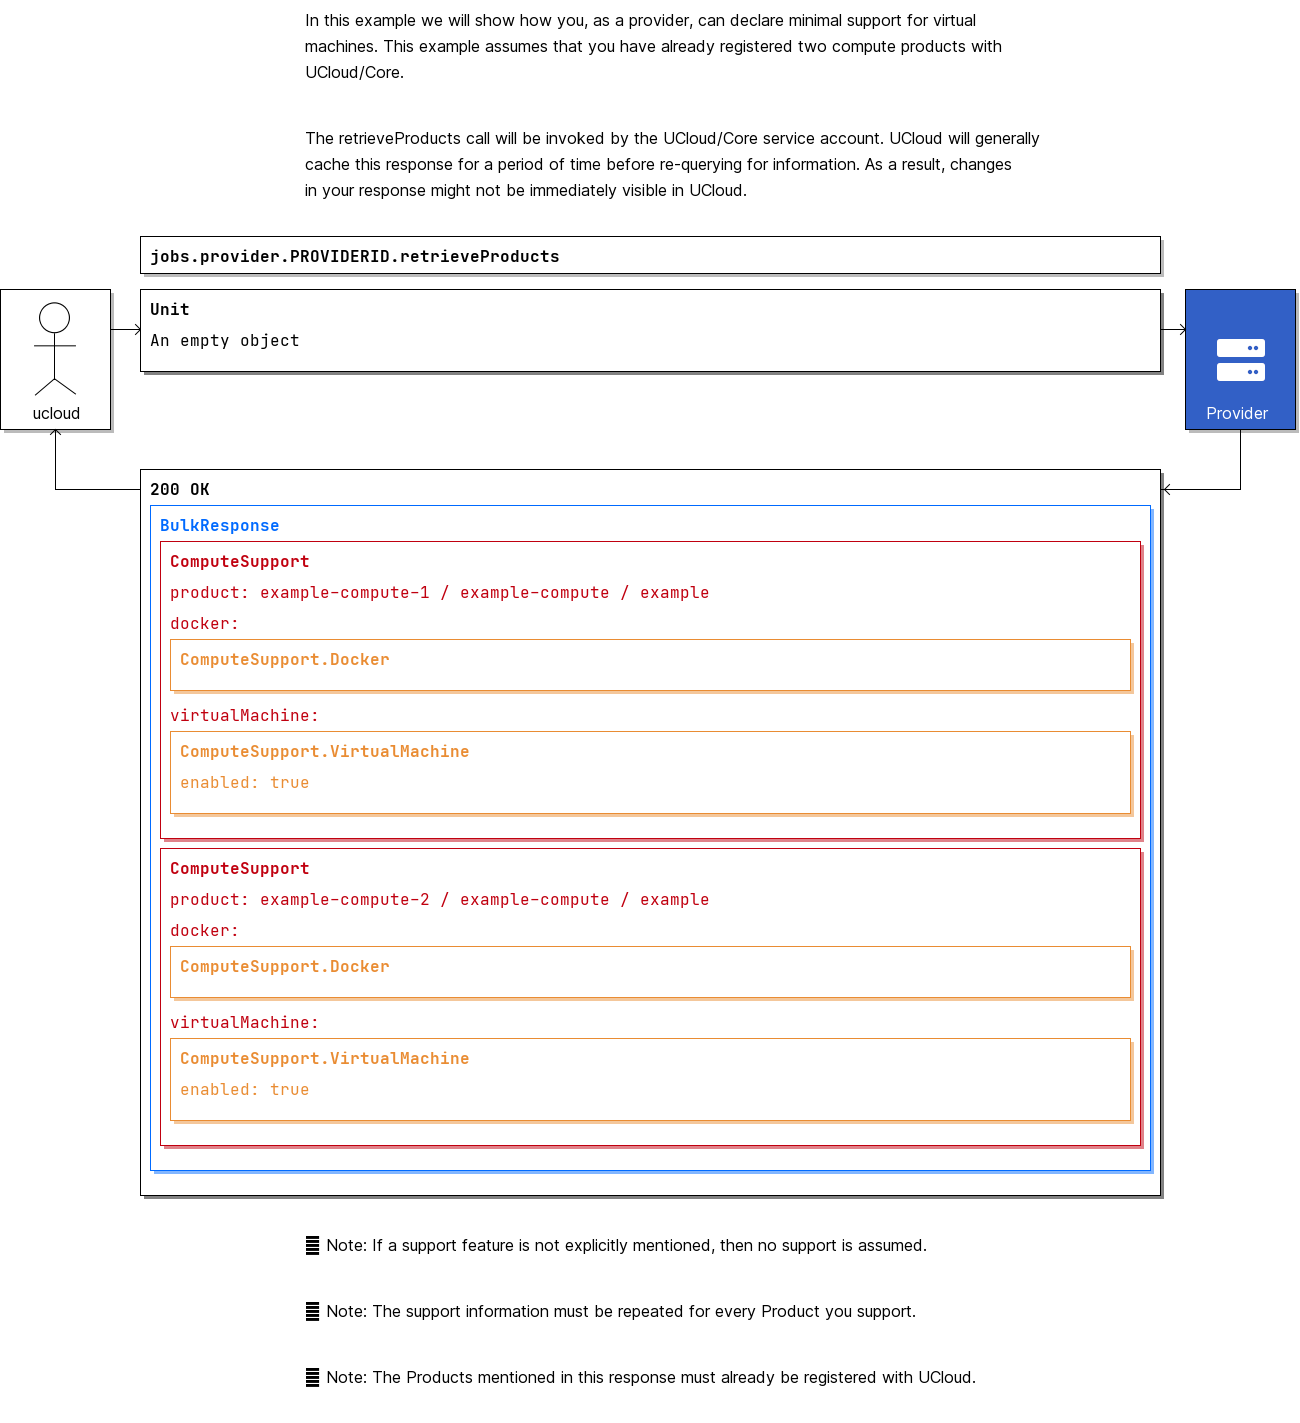 In this example we will show how you, as a provider, can declare minimal support for virtual
machines. This example assumes that you have already registered two compute products with
UCloud/Core.
The retrieveProducts call will be invoked by the UCloud/Core service account. UCloud will generally
cache this response for a period of time before re-querying for information. As a result, changes
in your response might not be immediately visible in UCloud.
jobs.provider.PROVIDERID.retrieveProducts
Unit
An empty object
ucloud
Provider
200 OK
BulkResponse
ComputeSupport
product: example-compute-1 / example-compute / example
docker:
ComputeSupport.Docker
virtualMachine:
ComputeSupport.VirtualMachine
enabled: true
ComputeSupport
product: example-compute-2 / example-compute / example
docker:
ComputeSupport.Docker
virtualMachine:
ComputeSupport.VirtualMachine
enabled: true
Note: If a support feature is not explicitly mentioned, then no support is assumed.
Note: The support information must be repeated for every Product you support.
Note: The Products mentioned in this response must already be registered with UCloud.